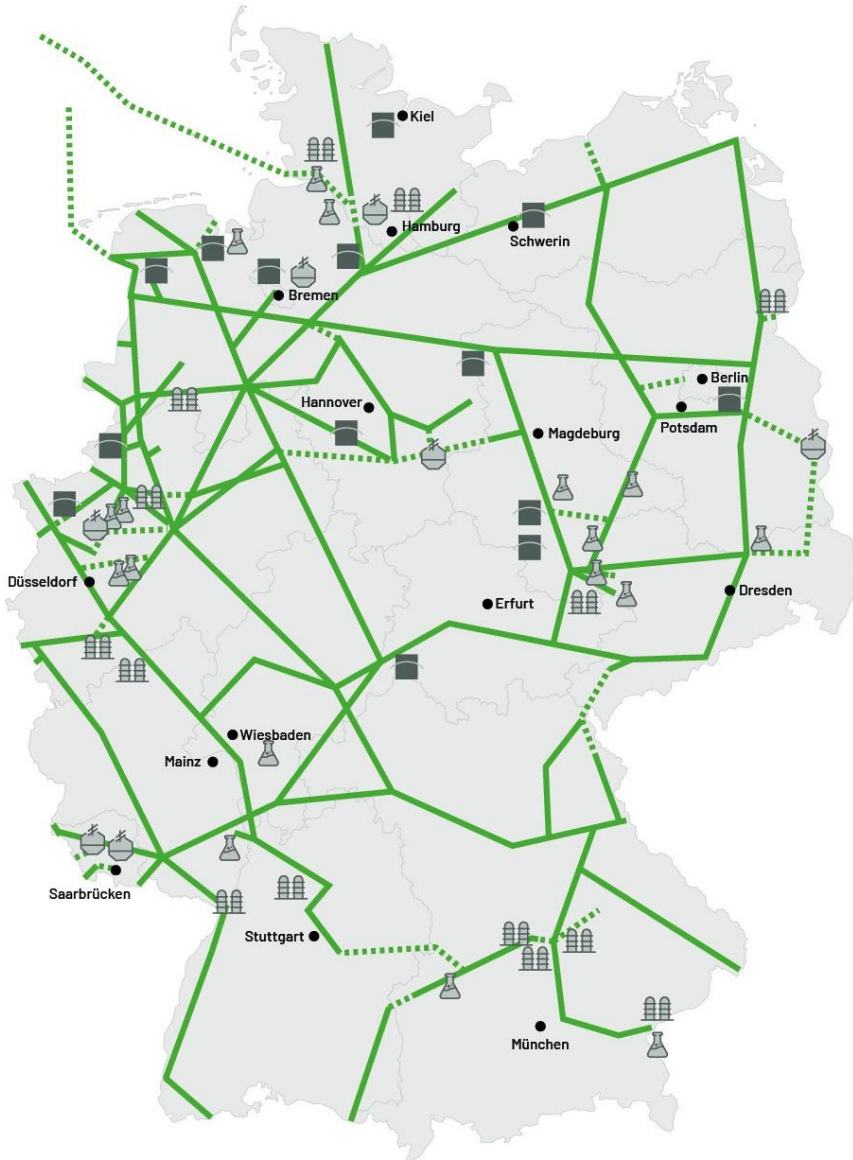 Kiel
Hamburg
Schwerin
Bremen
Berlin
Hannover
Potsdam
Magdeburg
Düsseldorf
Dresden
Erfurt
Wiesbaden
Mainz
Saarbrücken
Stuttgart
München